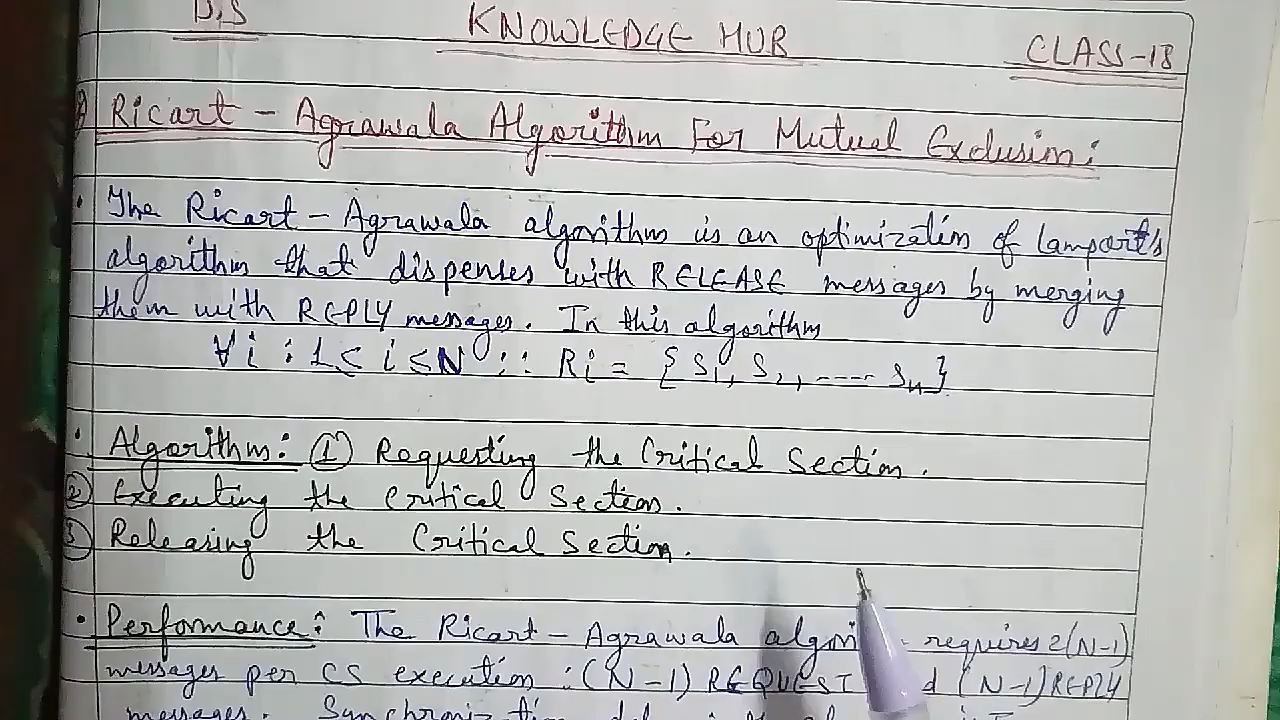 D.S KNOWLEDGE HUB CLASS-18
Ricart - Agrawala Algorithm For Mutual Exclusion:
• The Ricart - Agrawala algorithm is an optimization of Lamport's
algorithm that dispenses with RELEASE messages by merging
them with REPLY messages. In this algorithm
∀i : 1 ≤ i ≤ N :: Ri = {S1, S2, ---- Sn}
• Algorithm: ① Requesting the Critical Section.
② Executing the Critical Section.
③ Releasing the Critical Section.
• Performance: The Ricart - Agrawala requires 2(N-1)
messages per CS execution : (N-1) REQUEST (N-1) REPLY
messages.